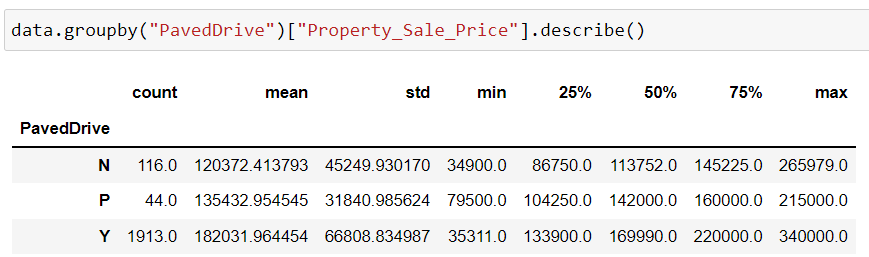 data.groupby("PavedDrive")["Property_Sale_Price"].describe()
count mean std min 25% 50% 75% max
PavedDrive
N 116.0 120372.413793 45249.930170 34900.0 86750.0 113752.0 145225.0 265979.0
P 44.0 135432.954545 31840.985624 79500.0 104250.0 142000.0 160000.0 215000.0
Y 1913.0 182031.964454 66808.834987 35311.0 133900.0 169990.0 220000.0 340000.0